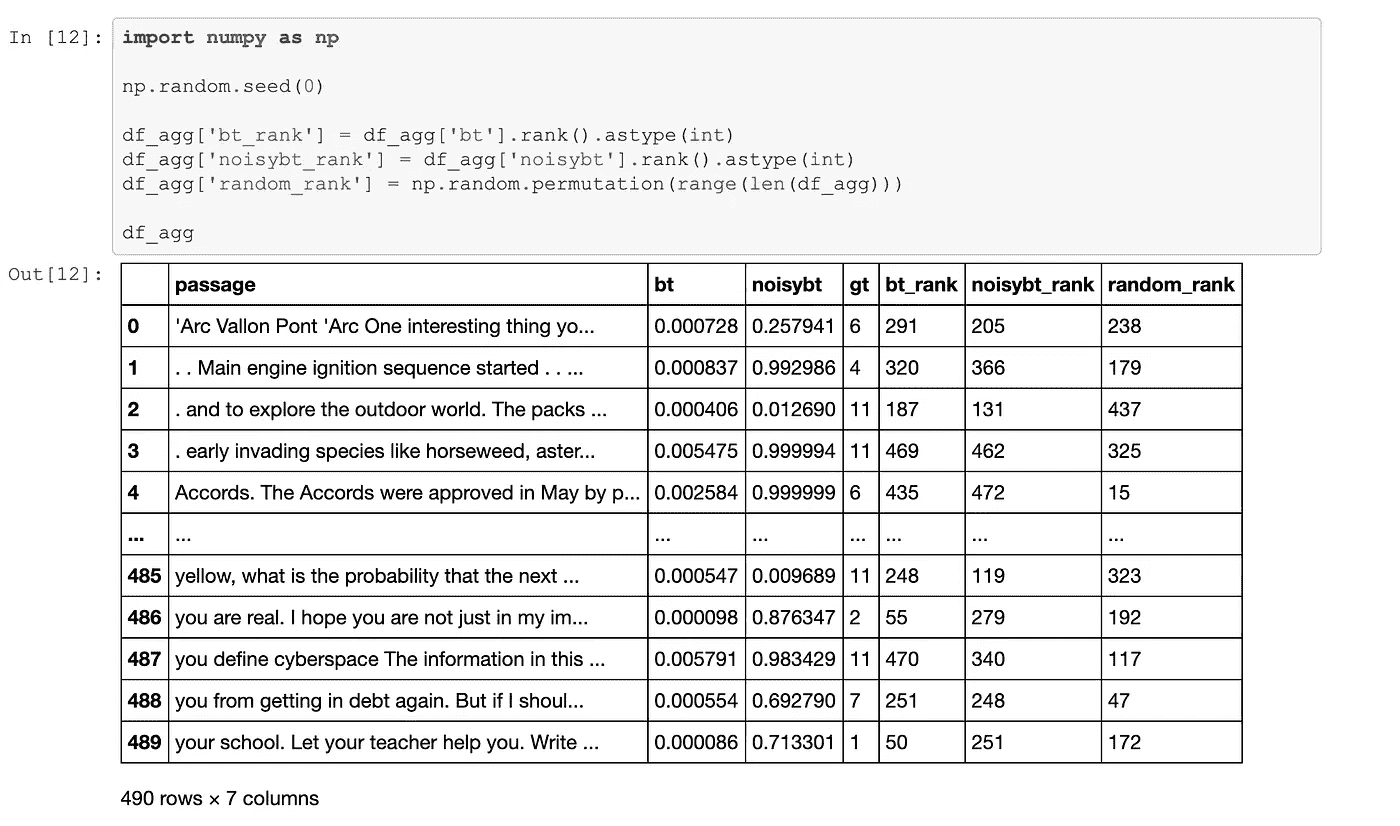 In [12]: import numpy as np
np.random.seed(0)
df_agg['bt_rank'] = df_agg['bt'].rank().astype(int)
df_agg['noisybt_rank'] = df_agg['noisybt'].rank().astype(int)
df_agg['random_rank'] = np.random.permutation(range(len(df_agg)))
df_agg
Out[12]:
passage bt noisybt gt bt_rank noisybt_rank random_rank
0 'Arc Vallon Pont 'Arc One interesting thing yo... 0.000728 0.257941 6 291 205 238
1 . . Main engine ignition sequence started . . ... 0.000837 0.992986 4 320 366 179
2 . and to explore the outdoor world. The packs ... 0.000406 0.012690 11 187 131 437
3 . early invading species like horseweed, aster... 0.005475 0.999994 11 469 462 325
4 Accords. The Accords were approved in May by p... 0.002584 0.999999 6 435 472 15
... ... ... ... ... ... ... ...
485 yellow, what is the probability that the next ... 0.000547 0.009689 11 248 119 323
486 you are real. I hope you are not just in my im... 0.000098 0.876347 2 55 279 192
487 you define cyberspace The information in this ... 0.005791 0.983429 11 470 340 117
488 you from getting in debt again. But if I shoul... 0.000554 0.692790 7 251 248 47
489 your school. Let your teacher help you. Write ... 0.000086 0.713301 1 50 251 172
490 rows × 7 columns